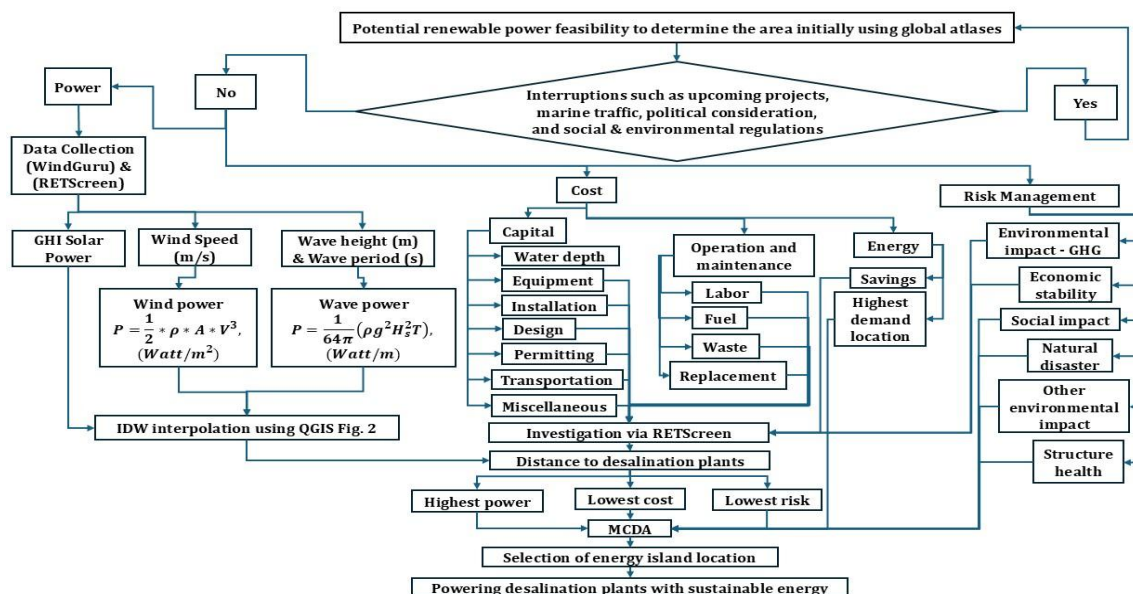 Potential renewable power feasibility to determine the area initially using global atlases
Power
No
Interruptions such as upcoming projects,
marine traffic, political consideration,
and social & environmental regulations
Yes
Data Collection
(WindGuru) &
(RETScreen)
Cost
Risk Management
GHI Solar
Power
Wind Speed
(m/s)
Wave height (m)
& Wave period (s)
Capital
Water depth
Equipment
Installation
Design
Permitting
Transportation
Miscellaneous
Operation and
maintenance
Labor
Fuel
Waste
Replacement
Energy
Savings
Highest
demand
location
Environmental
impact - GHG
Economic
stability
Social impact
Natural
disaster
Other
environmental
impact
Structure
health
Wind power
P = 1/2 * ρ * A * V³,
(Watt/m²)
Wave power
P = 1/64π (ρg²H²ₛT),
(Watt/m)
IDW interpolation using QGIS Fig. 2
Investigation via RETScreen
Distance to desalination plants
Highest power
Lowest cost
Lowest risk
MCDA
Selection of energy island location
Powering desalination plants with sustainable energy